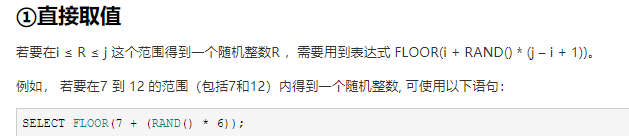 ①直接取值
若要在i ≤ R ≤ j 这个范围得到一个随机整数R ,需要用到表达式 FLOOR(i + RAND() * (j – i + 1))。
例如, 若要在7 到 12 的范围(包括7和12)内得到一个随机整数, 可使用以下语句:
SELECT FLOOR(7 + (RAND() * 6));